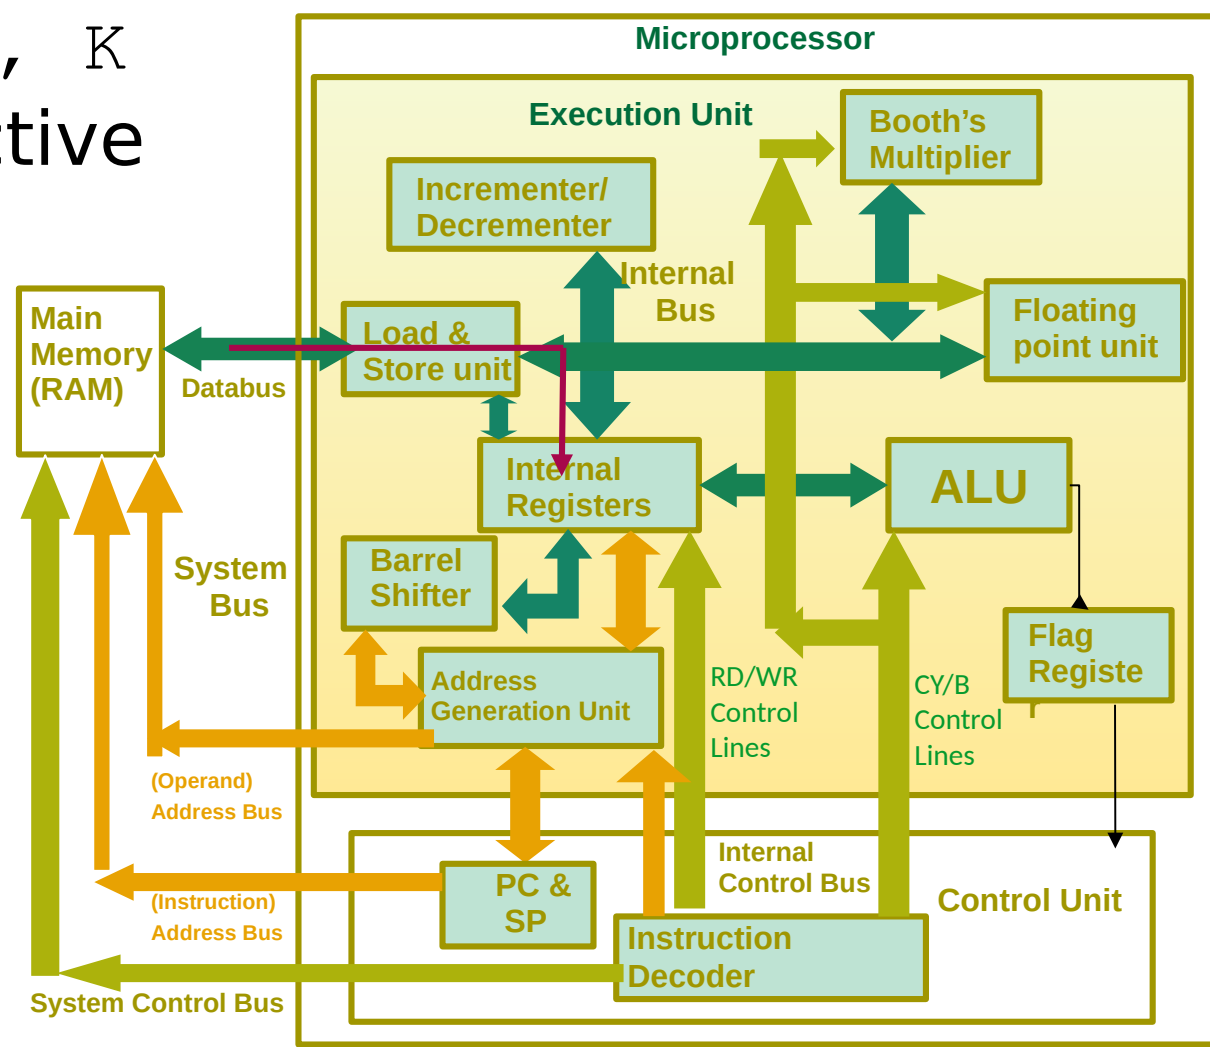 , K
ctive
Microprocessor
Execution Unit
Booth's
Multiplier
Incrementer/
Decrementer
Internal
Bus
Main
Memory
(RAM)
Load &
Store unit
Floating
point unit
Databus
Internal
Registers
ALU
System
Bus
Barrel
Shifter
Flag
Registe
r
Address
Generation Unit
RD/WR
Control
Lines
CY/B
Control
Lines
(Operand)
Address Bus
Internal
Control Bus
PC &
SP
Control Unit
(Instruction)
Address Bus
Instruction
Decoder
System Control Bus